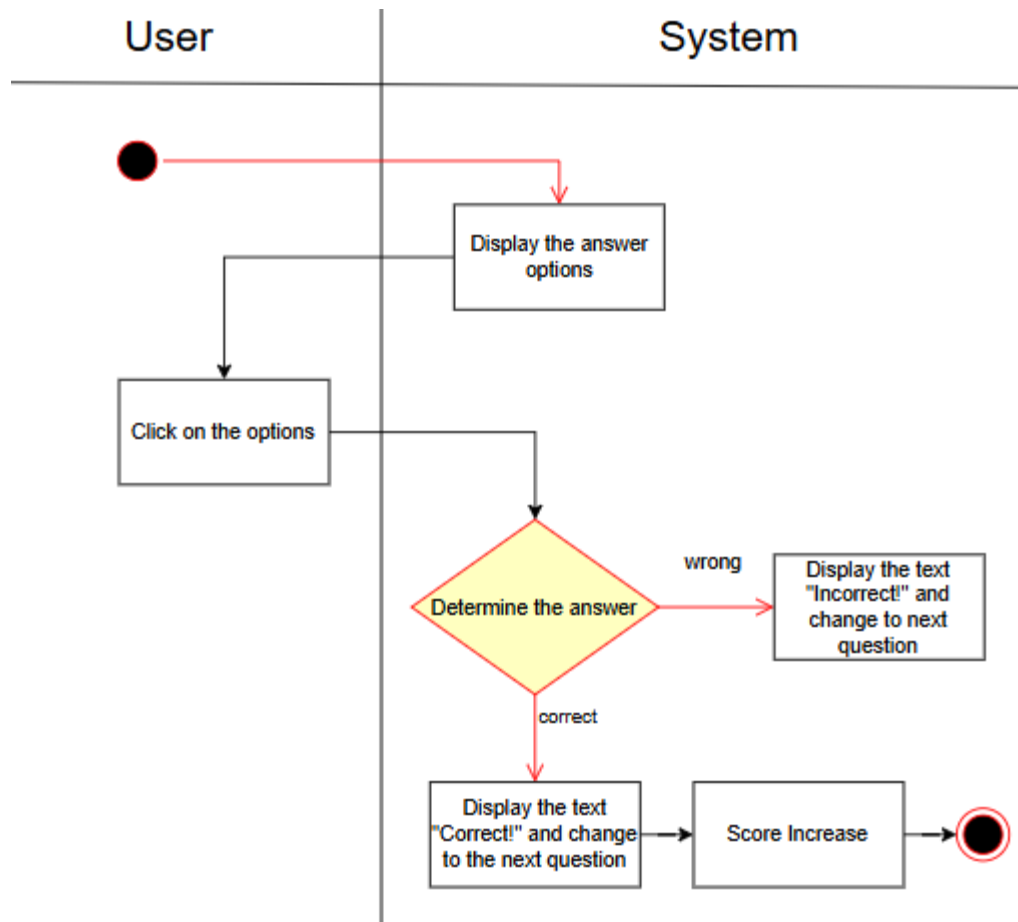 User
System
Display the answer
options
Click on the options
Determine the answer
wrong
Display the text
"Incorrect!" and
change to next
question
correct
Display the text
"Correct!" and change
to the next question
Score Increase